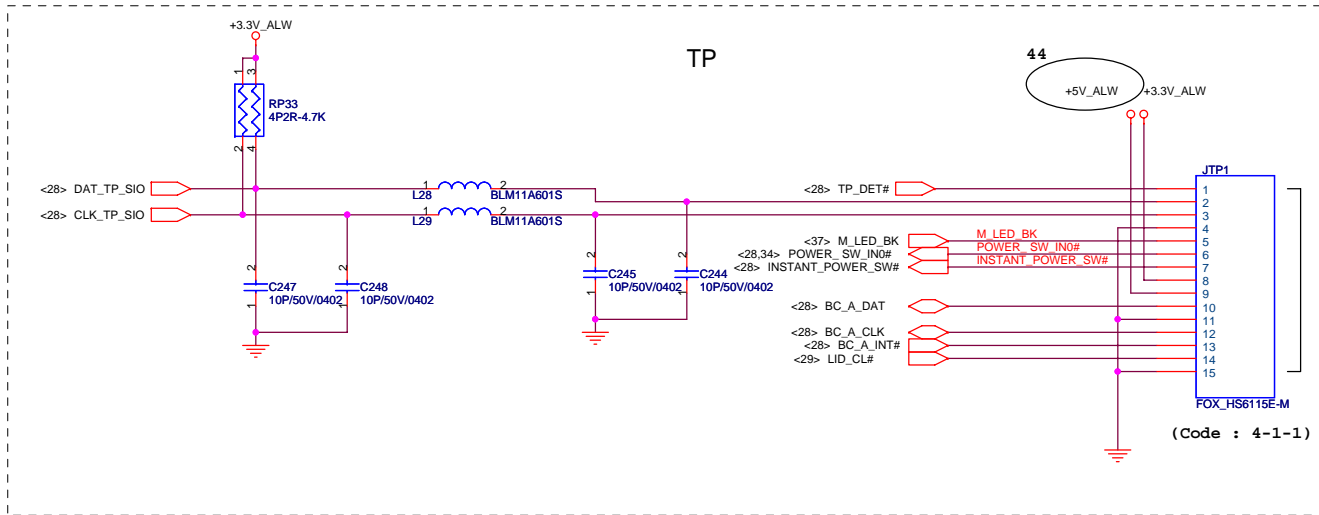 +3.3V_ALW
TP
44
+5V_ALW
+3.3V_ALW
1
3
RP33
4P2R-4.7K
2
4
JTP1
<28> DAT_TP_SIO
1
2
L28
BLM11A601S
<28> TP_DET#
1
2
<28> CLK_TP_SIO
1
2
L29
BLM11A601S
3
4
<37> M_LED_BK
M_LED_BK
5
<28,34> POWER_ SW_IN0#
POWER_SW_IN0#
6
<28> INSTANT_POWER_SW#
INSTANT_POWER_SW#
7
8
9
2
C247
10P/50V/0402
1
2
C248
10P/50V/0402
1
2
C245
10P/50V/0402
1
2
C244
10P/50V/0402
1
<28> BC_A_DAT
10
11
<28> BC_A_CLK
12
<28> BC_A_INT#
13
<29> LID_CL#
14
15
FOX_HS6115E-M
(Code : 4-1-1)